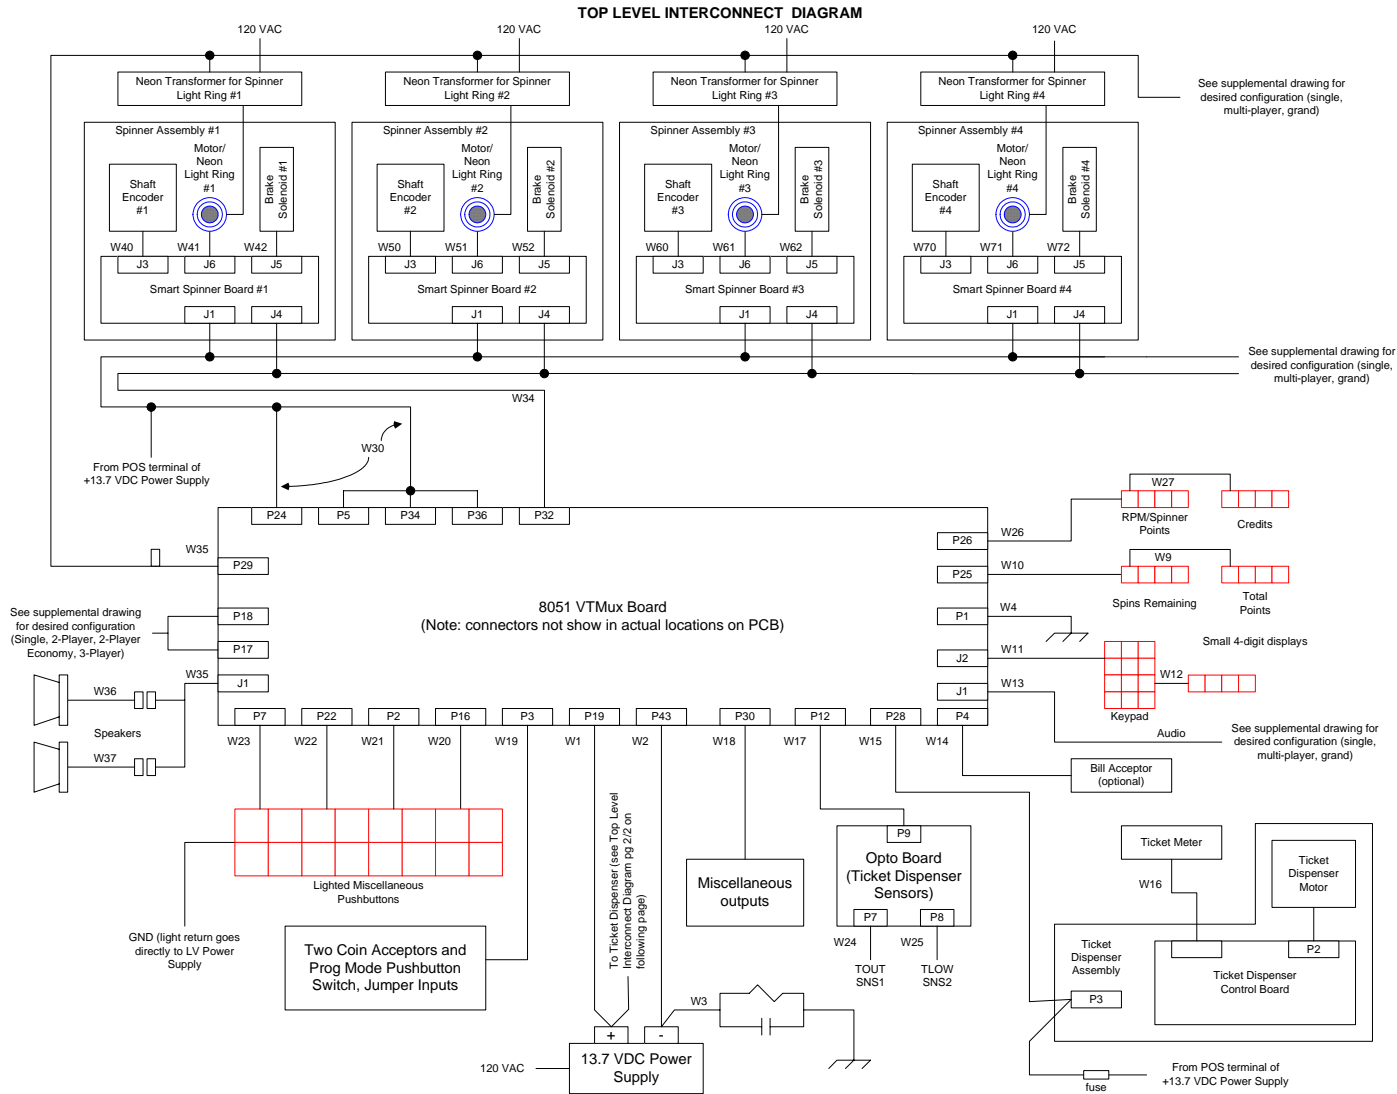 TOP LEVEL INTERCONNECT DIAGRAM
120 VAC
120 VAC
120 VAC
120 VAC
Neon Transformer for Spinner
Light Ring #1
Neon Transformer for Spinner
Light Ring #2
Neon Transformer for Spinner
Light Ring #3
Neon Transformer for Spinner
Light Ring #4
See supplemental drawing for
desired configuration (single,
multi-player, grand)
Spinner Assembly #1
Motor/
Neon
Light Ring
#1
Shaft
Encoder
#1
Brake
Solenoid #1
W40
W41
W42
J3
J6
J5
Smart Spinner Board #1
J1
J4
Spinner Assembly #2
Motor/
Neon
Light Ring
#2
Shaft
Encoder
#2
Brake
Solenoid #2
W50
W51
W52
J3
J6
J5
Smart Spinner Board #2
J1
J4
Spinner Assembly #3
Motor/
Neon
Light Ring
#3
Shaft
Encoder
#3
Brake
Solenoid #3
W60
W61
W62
J3
J6
J5
Smart Spinner Board #3
J1
J4
Spinner Assembly #4
Motor/
Neon
Light Ring
#4
Shaft
Encoder
#4
Brake
Solenoid #4
W70
W71
W72
J3
J6
J5
Smart Spinner Board #4
J1
J4
See supplemental drawing for
desired configuration (single,
multi-player, grand)
W34
W30
From POS terminal of
+13.7 VDC Power Supply
P24
P5
P34
P36
P32
W35
P29
See supplemental drawing
for desired configuration
(Single, 2-Player, 2-Player
Economy, 3-Player)
P18
P17
W35
J1
W36
Speakers
W37
8051 VTMux Board
(Note: connectors not show in actual locations on PCB)
P26
W26
P25
W10
P1
W4
J2
W11
J1
W13
W27
RPM/Spinner
Points
Credits
W9
Spins Remaining
Total
Points
Small 4-digit displays
W12
Keypad
Audio
See supplemental drawing for
desired configuration (single,
multi-player, grand)
P7
P22
P2
P16
P3
P19
P43
P30
P12
P28
P4
W23
W22
W21
W20
W19
W1
W2
W18
W17
W15
W14
Bill Acceptor
(optional)
Lighted Miscellaneous
Pushbuttons
GND (light return goes
directly to LV Power
Supply
Two Coin Acceptors and
Prog Mode Pushbutton
Switch, Jumper Inputs
To Ticket Dispenser (see Top Level
Interconnect Diagram pg 2/2 on
following page)
Miscellaneous
outputs
P9
Opto Board
(Ticket Dispenser
Sensors)
P7
P8
W24
W25
TOUT
SNS1
TLOW
SNS2
Ticket Meter
W16
Ticket
Dispenser
Motor
Ticket
Dispenser
Assembly
P2
Ticket Dispenser
Control Board
P3
W3
+
-
120 VAC
13.7 VDC Power
Supply
fuse
From POS terminal of
+13.7 VDC Power Supply